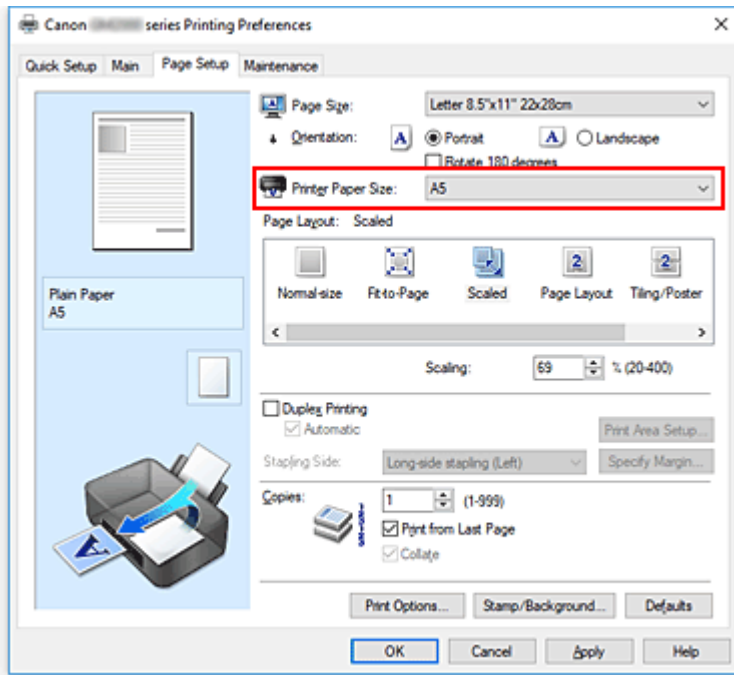 Canon series Printing Preferences
Quick Setup Main Page Setup Maintenance
Page Size: Letter 8.5"x11" 22x28cm
Orientation: A Portrait A Landscape
Rotate 180 degrees
Printer Paper Size: A5
Page Layout: Scaled
Normal-size Fit-to-Page Scaled Page Layout Tiling/Poster
Plain Paper
A5
Scaling: 69 % (20-400)
Duplex Printing
Automatic Print Area Setup...
Stapling Side: Long-side stapling (Left) Specify Margin...
Copies: 1 (1-999)
Print from Last Page
Collate
Print Options... Stamp/Background... Defaults
OK Cancel Apply Help